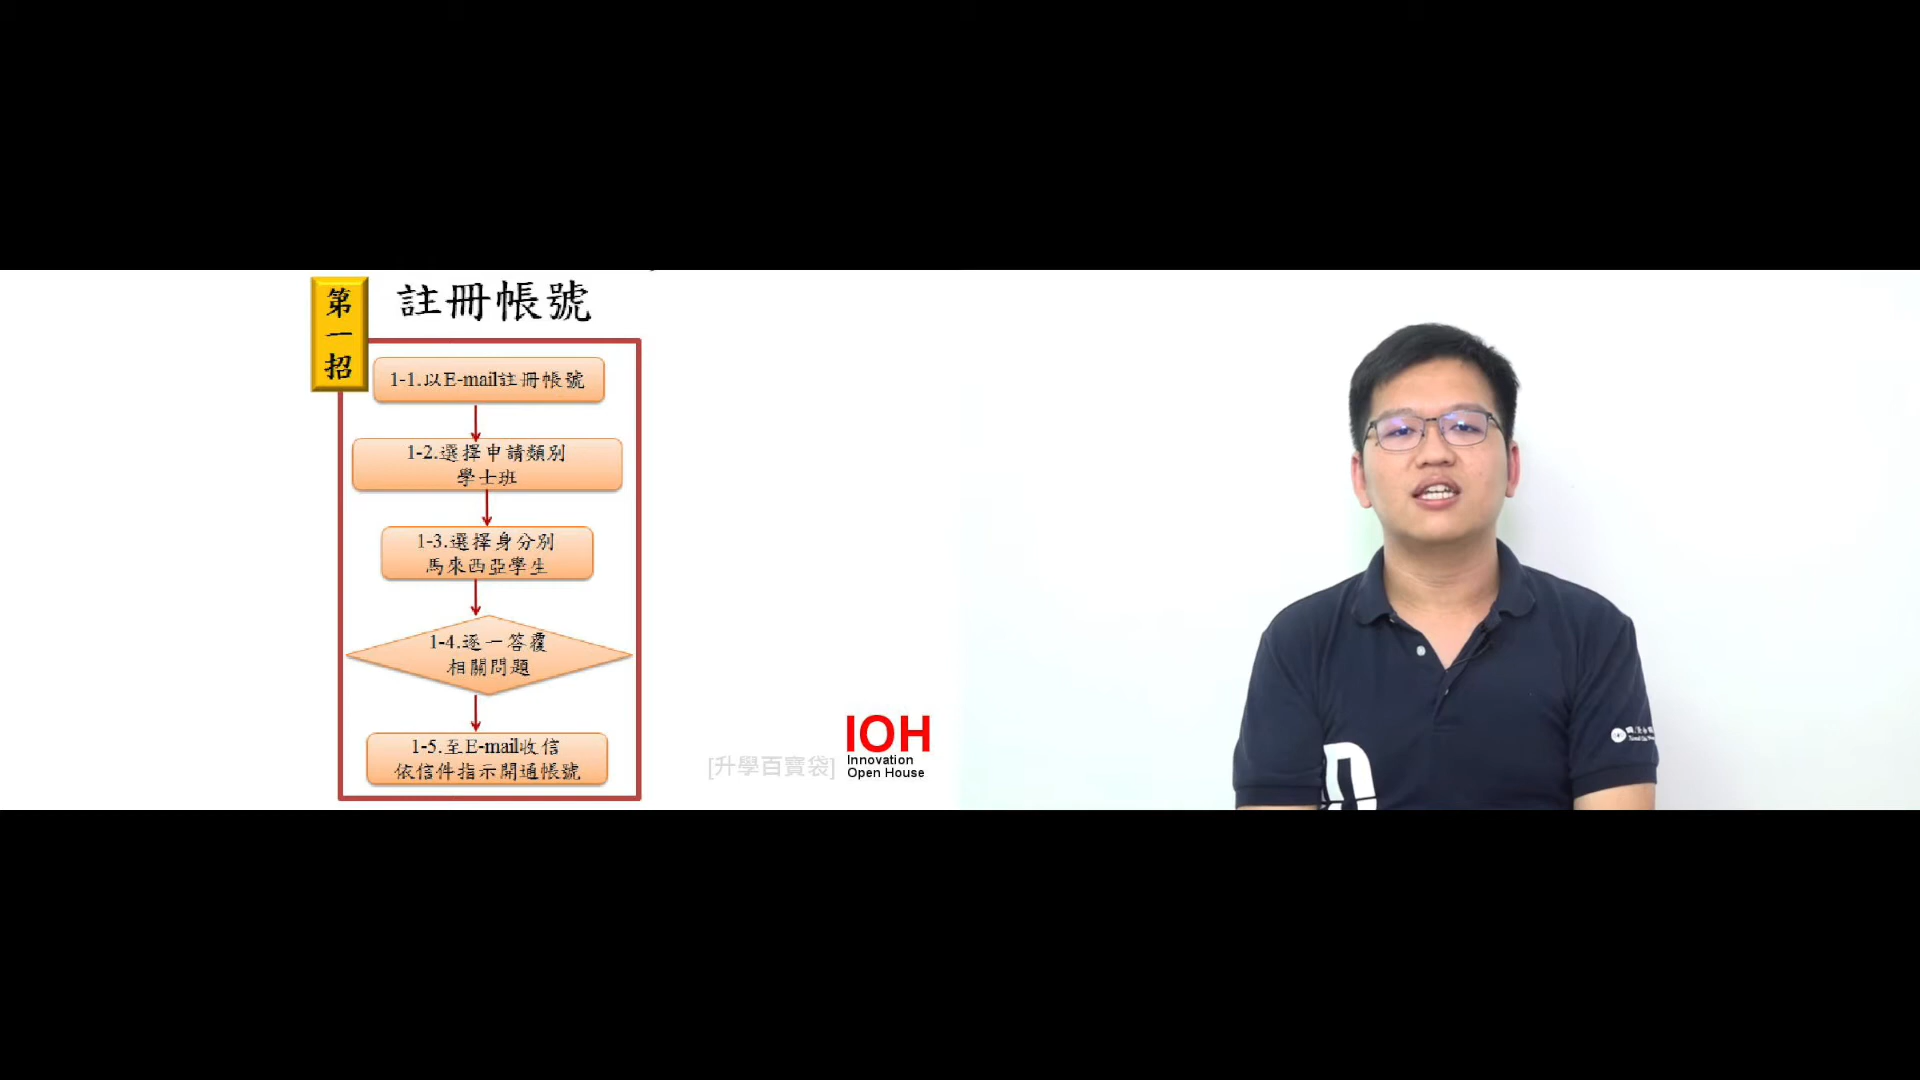 第一招
註冊帳號
1-1.以E-mail註冊帳號
1-2.選擇申請類別
學士班
1-3.選擇身分別
馬來西亞學生
1-4.逐一答覆
相關問題
1-5.至E-mail收信
依信件指示開通帳號
[升學百寶袋]
IOH
Innovation
Open House